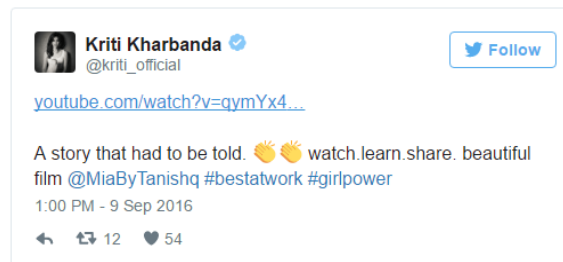 Kriti Kharbanda
@kriti_official
Follow
youtube.com/watch?v=qymYx4...
A story that had to be told. 👏👏 watch.learn.share. beautiful
film @MiaByTanishq #bestatwork #girlpower
1:00 PM - 9 Sep 2016
12 54